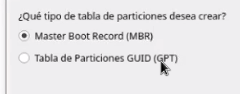 ¿Qué tipo de tabla de particiones desea crear?
Master Boot Record (MBR)
Tabla de Particiones GUID (GPT)